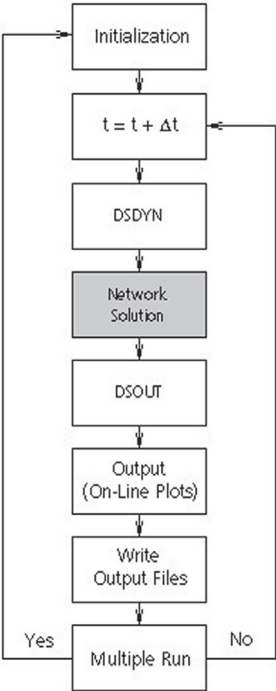 Initialization
t = t + Δt
DSDYN
Network
Solution
DSOUT
Output
(On-Line Plots)
Write
Output Files
Yes
No
Multiple Run